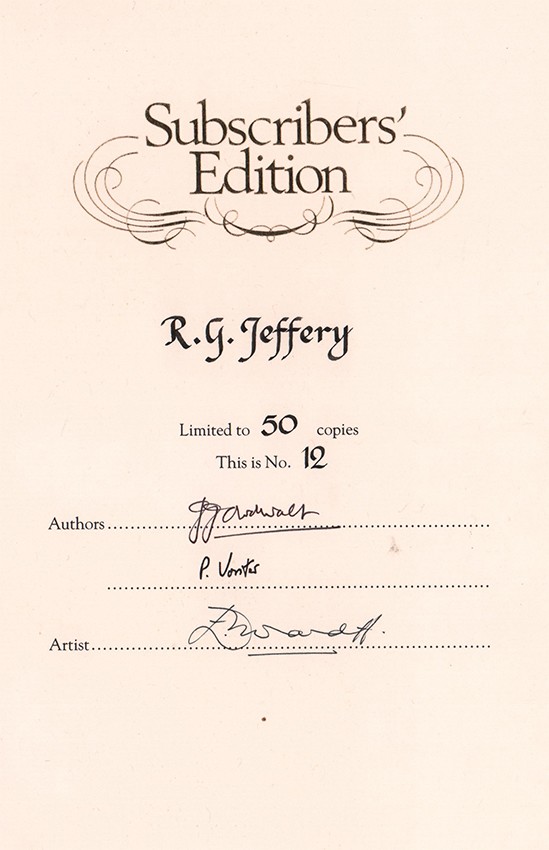 Subscribers'
Edition
R. G. Jeffery
Limited to 50 copies
This is No. 12
Authors
P. Vorster
Artist